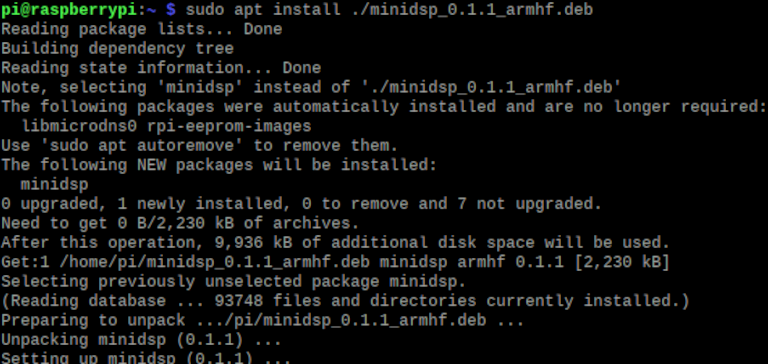 pi@raspberrypi:~ $ sudo apt install ./minidsp_0.1.1_armhf.deb
Reading package lists... Done
Building dependency tree
Reading state information... Done
Note, selecting 'minidsp' instead of './minidsp_0.1.1_armhf.deb'
The following packages were automatically installed and are no longer required:
  libmicrodns0 rpi-eeprom-images
Use 'sudo apt autoremove' to remove them.
The following NEW packages will be installed:
  minidsp
0 upgraded, 1 newly installed, 0 to remove and 7 not upgraded.
Need to get 0 B/2,230 kB of archives.
After this operation, 9,936 kB of additional disk space will be used.
Get:1 /home/pi/minidsp_0.1.1_armhf.deb minidsp armhf 0.1.1 [2,230 kB]
Selecting previously unselected package minidsp.
(Reading database ... 93748 files and directories currently installed.)
Preparing to unpack .../pi/minidsp_0.1.1_armhf.deb ...
Unpacking minidsp (0.1.1) ...
Setting up minidsp (0.1.1) ...